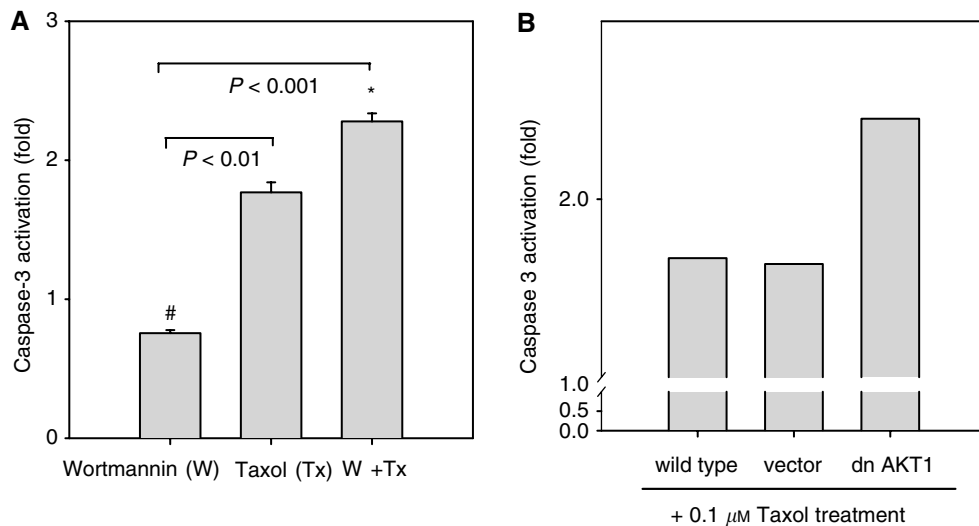 A
Caspase-3 activation (fold)
3
2
1
0
P < 0.001
*
P < 0.01
#
Wortmannin (W) Taxol (Tx) W +Tx
B
Caspase 3 activation (fold)
2.0
1.0
0.5
0.0
wild type vector dn AKT1
+ 0.1 μM Taxol treatment